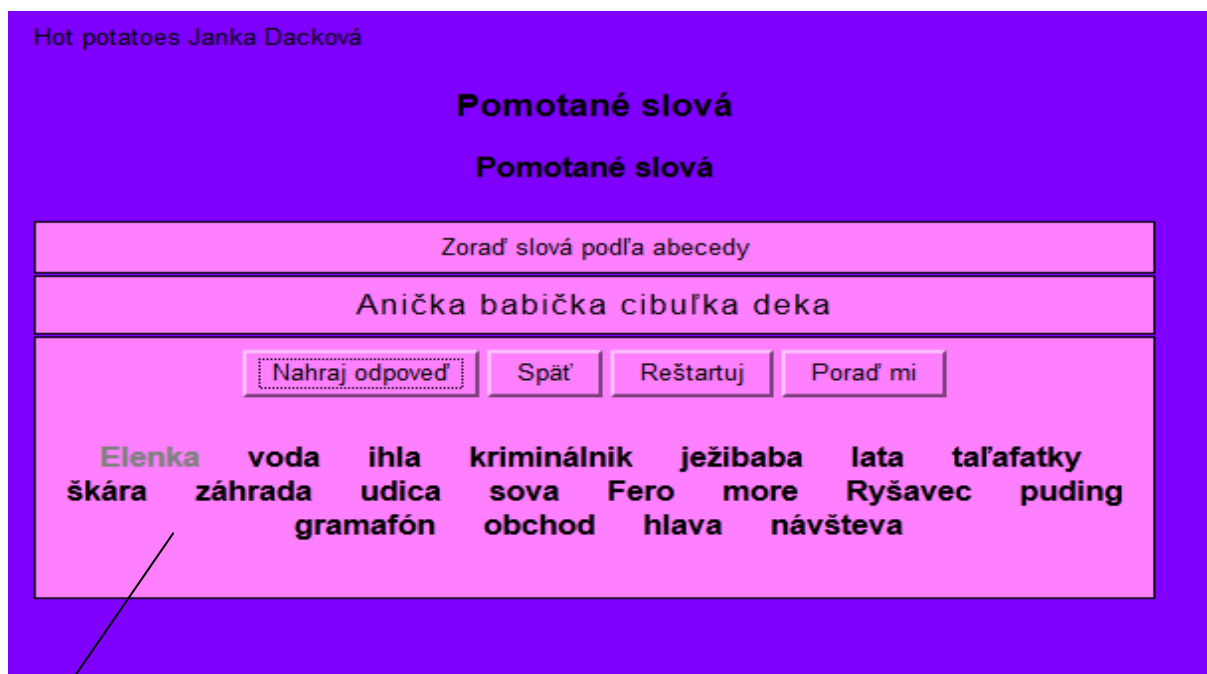 Hot potatoes Janka Dacková
Pomotané slová
Pomotané slová
Zoraď slová podľa abecedy
Anička babička cibuľka deka
Nahraj odpoveď Späť Reštartuj Poraď mi
Elenka voda ihla kriminálnik ježibaba lata taľafatky
škára záhrada udica sova Fero more Ryšavec puding
gramafón obchod hlava návšteva